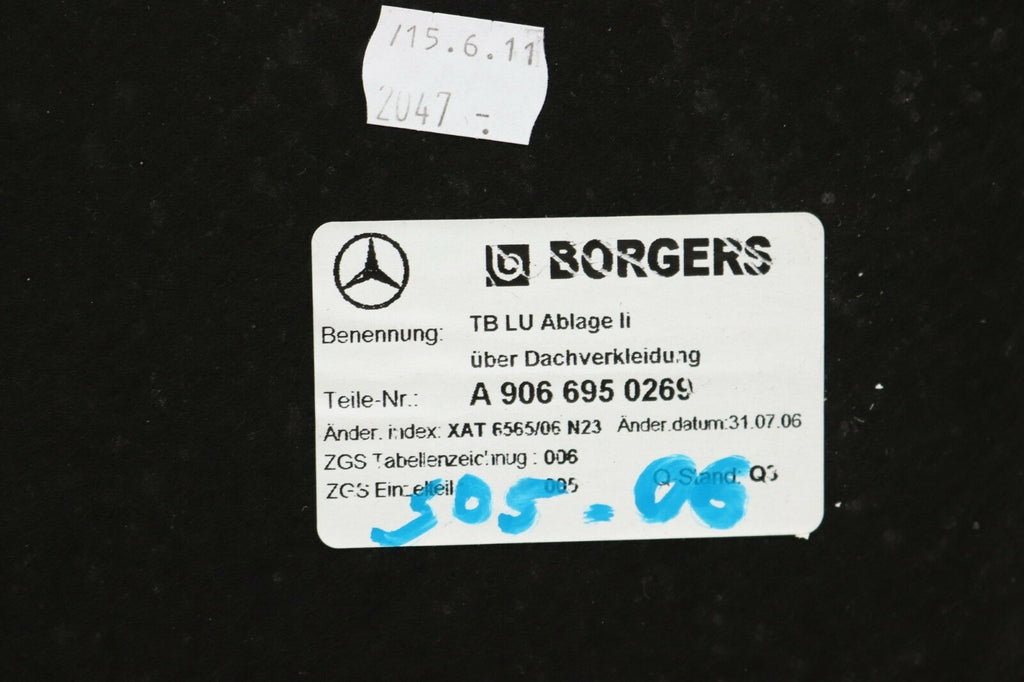 /15.6.11
2047 -.
b BORGERS
Benennung: TB LU Ablage li
über Dachverkleidung
Teile-Nr.: A 906 695 0269
Änder. index: XAT 6565/06 N23 Änder.datum:31.07.06
ZGS Tabellenzeichnug : 006
ZGS Einzelteil 005 Q-Stand: Q3
505-06